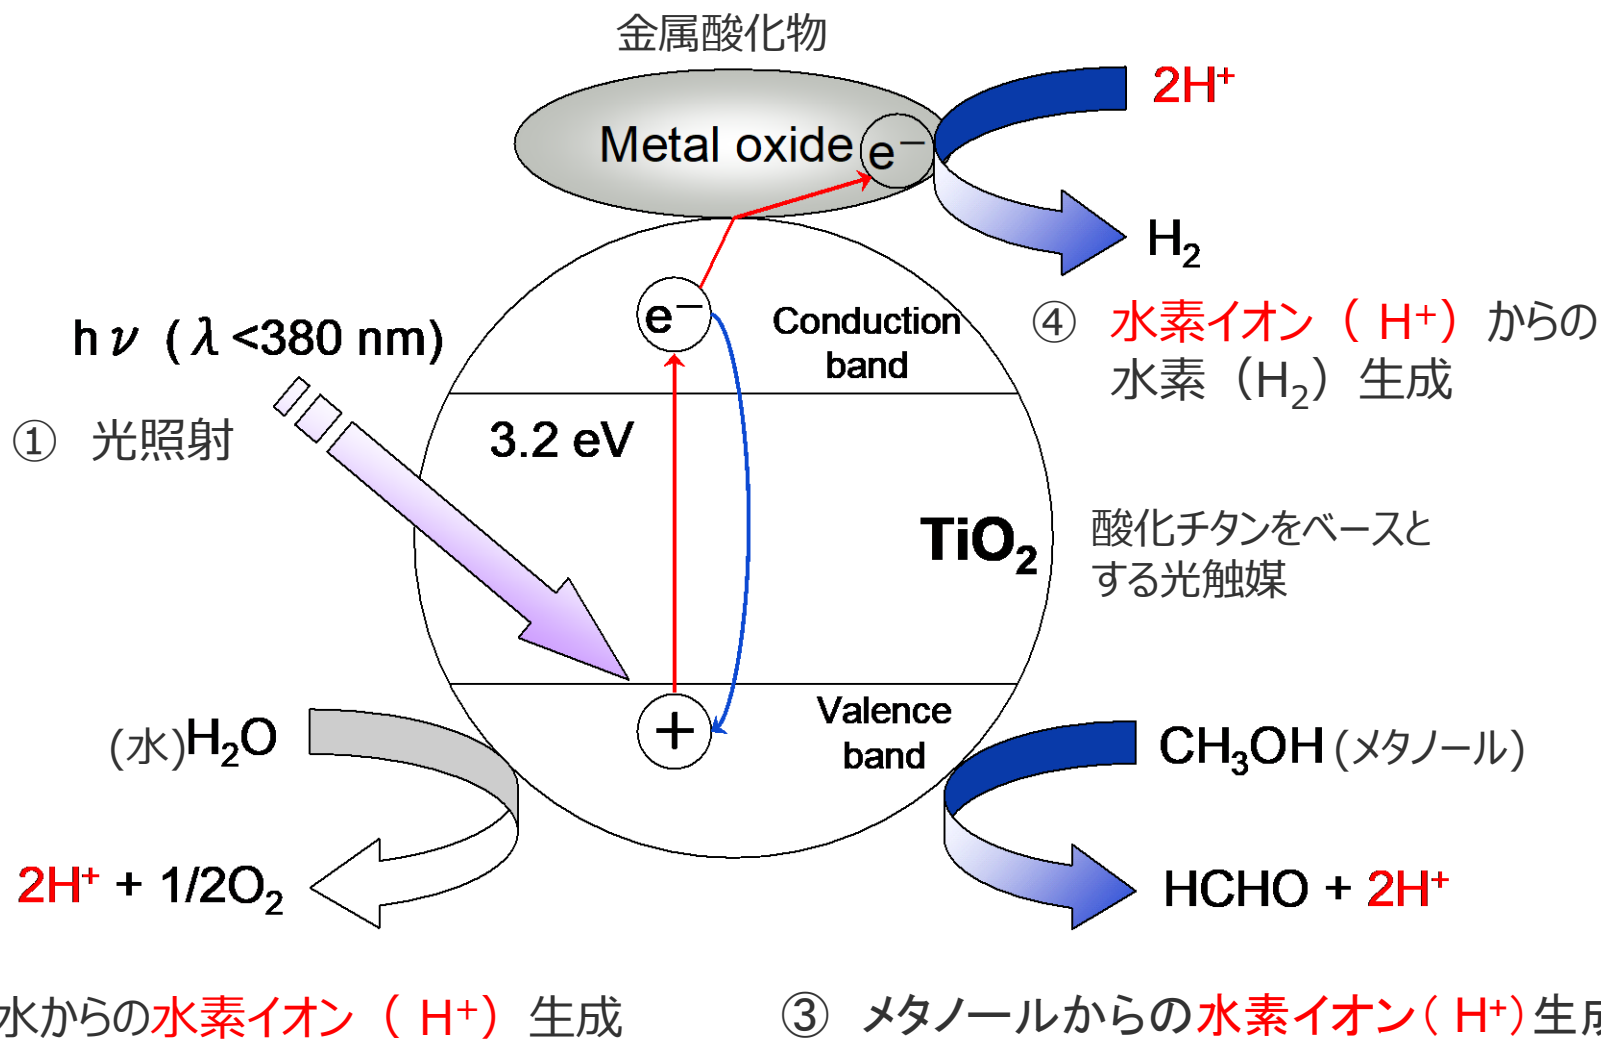 金属酸化物
Metal oxide
e−
2H+
H2
hν (λ<380 nm)
① 光照射
e−
Conduction
band
④ 水素イオン（ H+）からの
水素（H2）生成
3.2 eV
TiO2
酸化チタンをベースと
する光触媒
+
Valence
band
(水)H2O
2H+ + 1/2O2
CH3OH (メタノール)
HCHO + 2H+
水からの水素イオン（ H+）生成
③ メタノールからの水素イオン( H+)生成